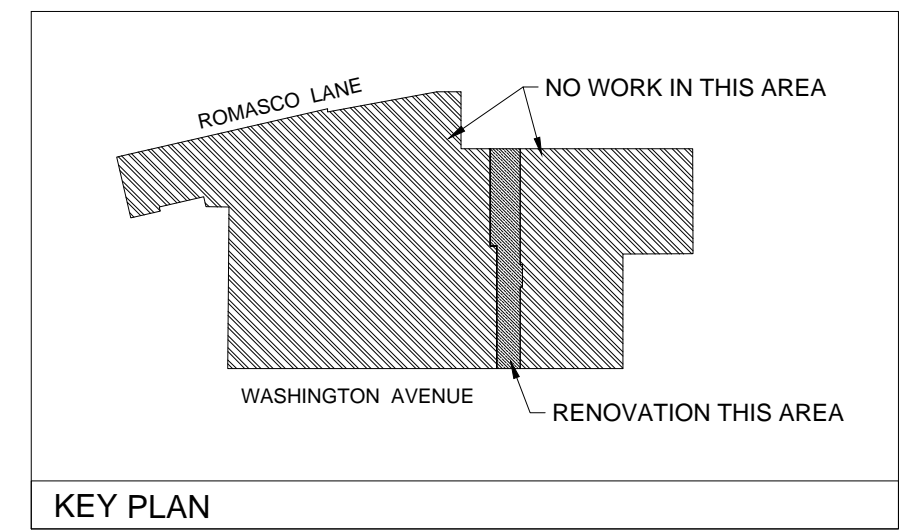 ROMASCO LANE
NO WORK IN THIS AREA
WASHINGTON AVENUE
RENOVATION THIS AREA
KEY PLAN